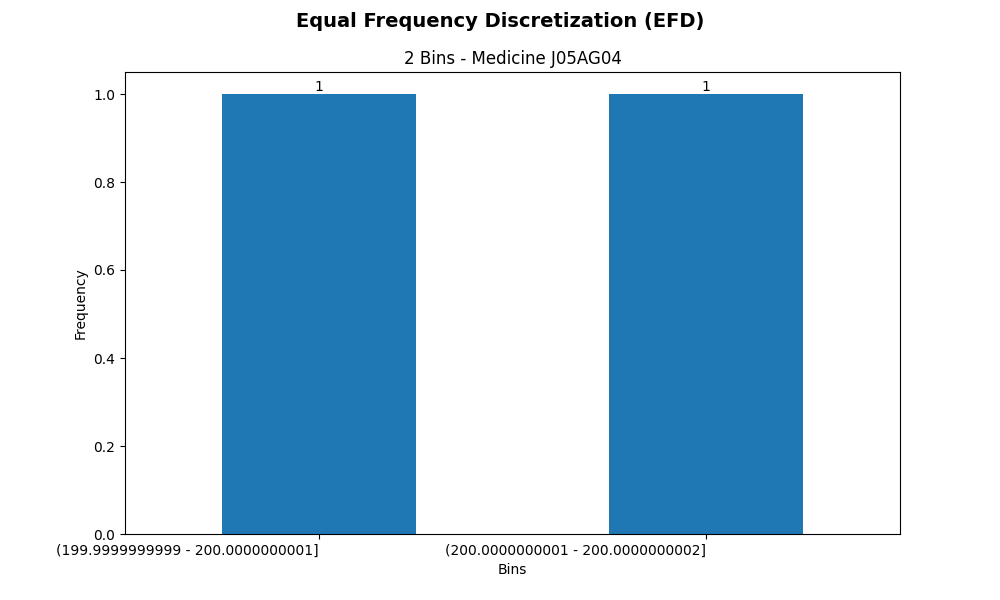 Equal Frequency Discretization (EFD)
2 Bins - Medicine J05AG04
1 1
1.0
0.8
0.6
0.4
0.2
0.0
Frequency
(199.9999999999 - 200.0000000001] (200.0000000001 - 200.0000000002]
Bins